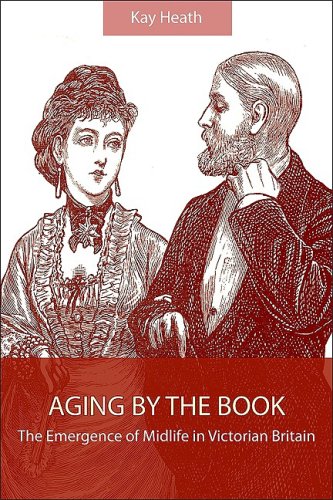 Kay Heath
AGING BY THE BOOK
The Emergence of Midlife in Victorian Britain